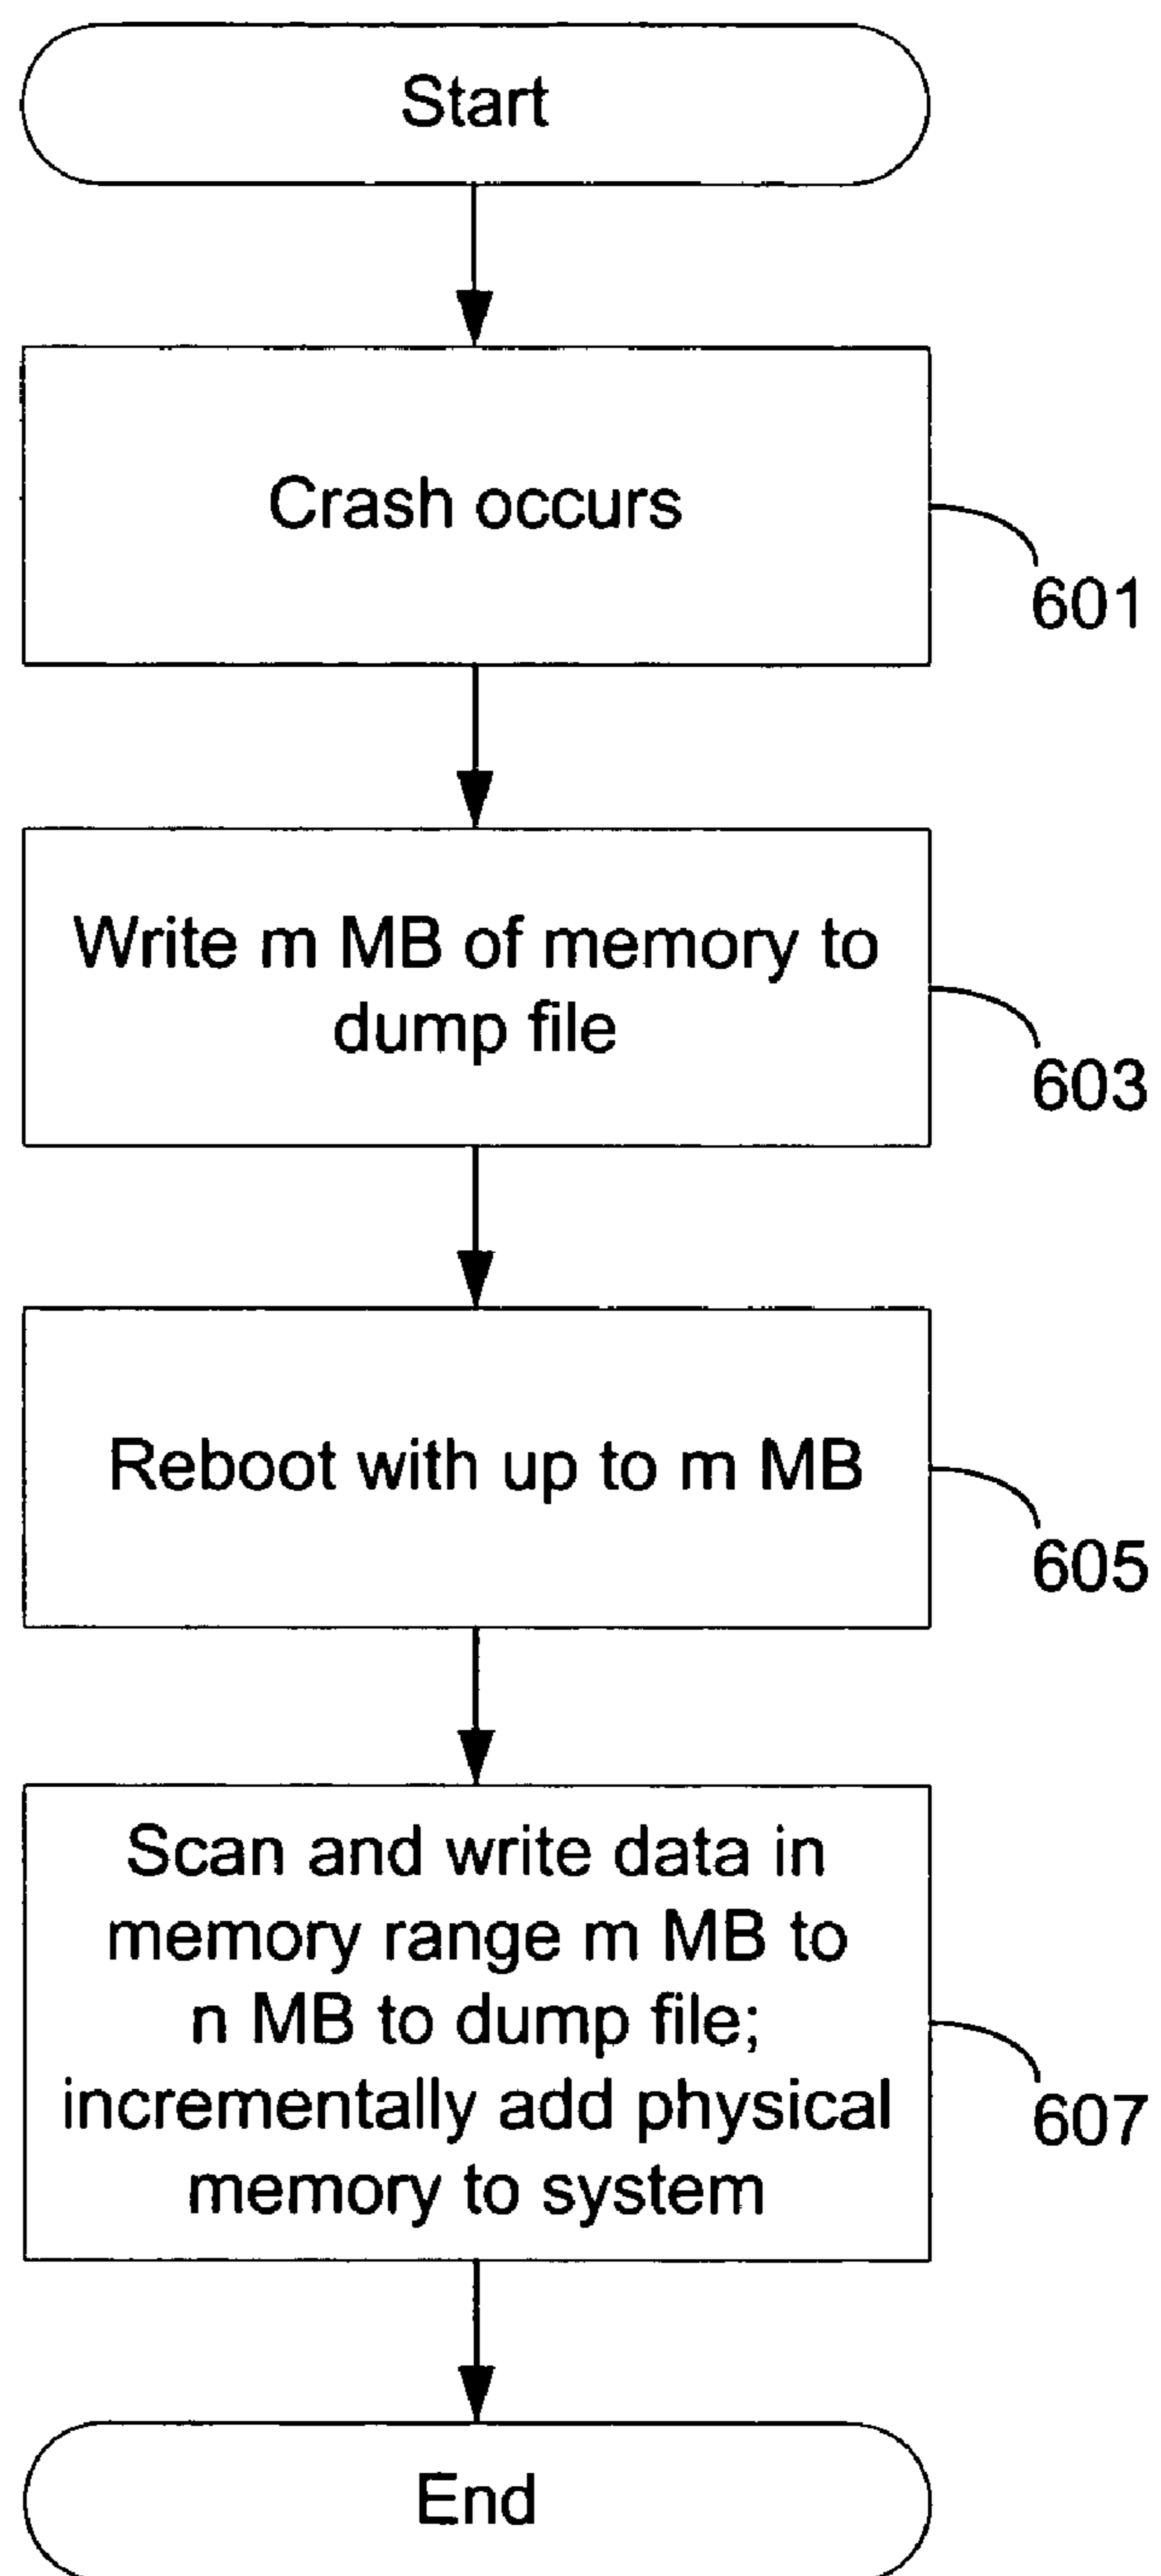 Start
Crash occurs
601
Write m MB of memory to
dump file
603
Reboot with up to m MB
605
Scan and write data in
memory range m MB to
n MB to dump file;
incrementally add physical
memory to system
607
End